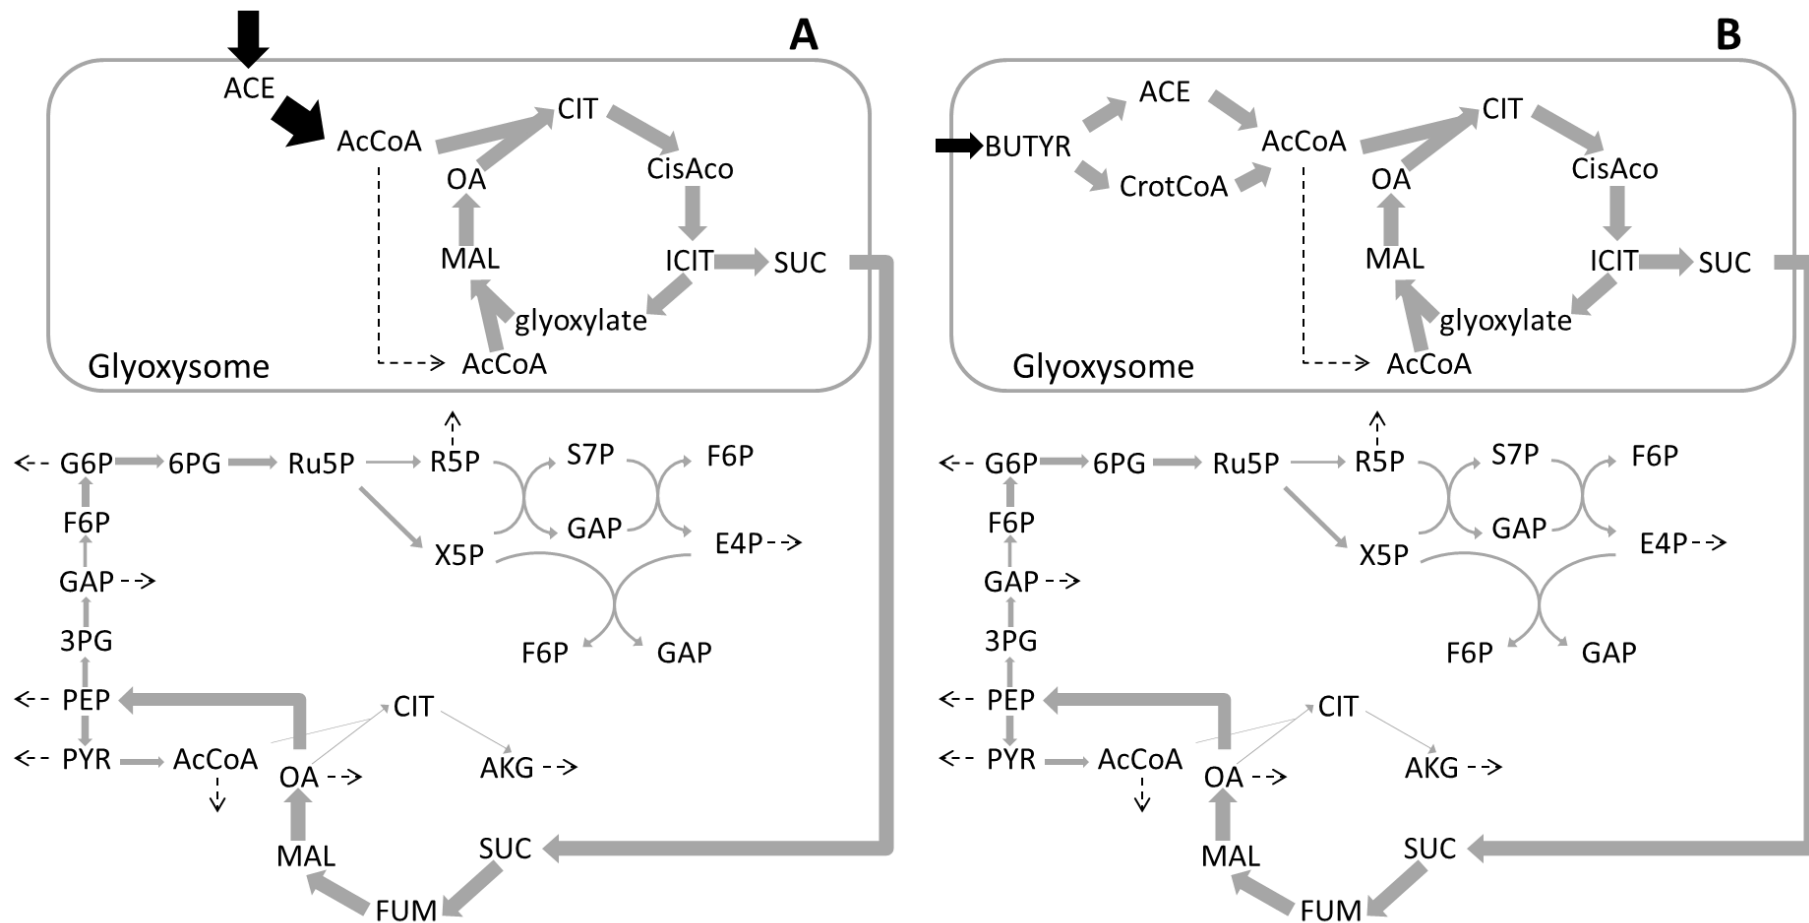 A
ACE
AcCoA
CIT
OA
CisAco
MAL
ICIT
SUC
glyoxylate
AcCoA
Glyoxysome
G6P
6PG
Ru5P
R5P
S7P
F6P
F6P
GAP
X5P
E4P
GAP
3PG
F6P
GAP
PEP
CIT
PYR
AcCoA
OA
AKG
MAL
SUC
FUM
B
ACE
BUTYR
CrotCoA
AcCoA
CIT
OA
CisAco
MAL
ICIT
SUC
glyoxylate
AcCoA
Glyoxysome
G6P
6PG
Ru5P
R5P
S7P
F6P
F6P
GAP
X5P
E4P
GAP
3PG
F6P
GAP
PEP
CIT
PYR
AcCoA
OA
AKG
MAL
SUC
FUM